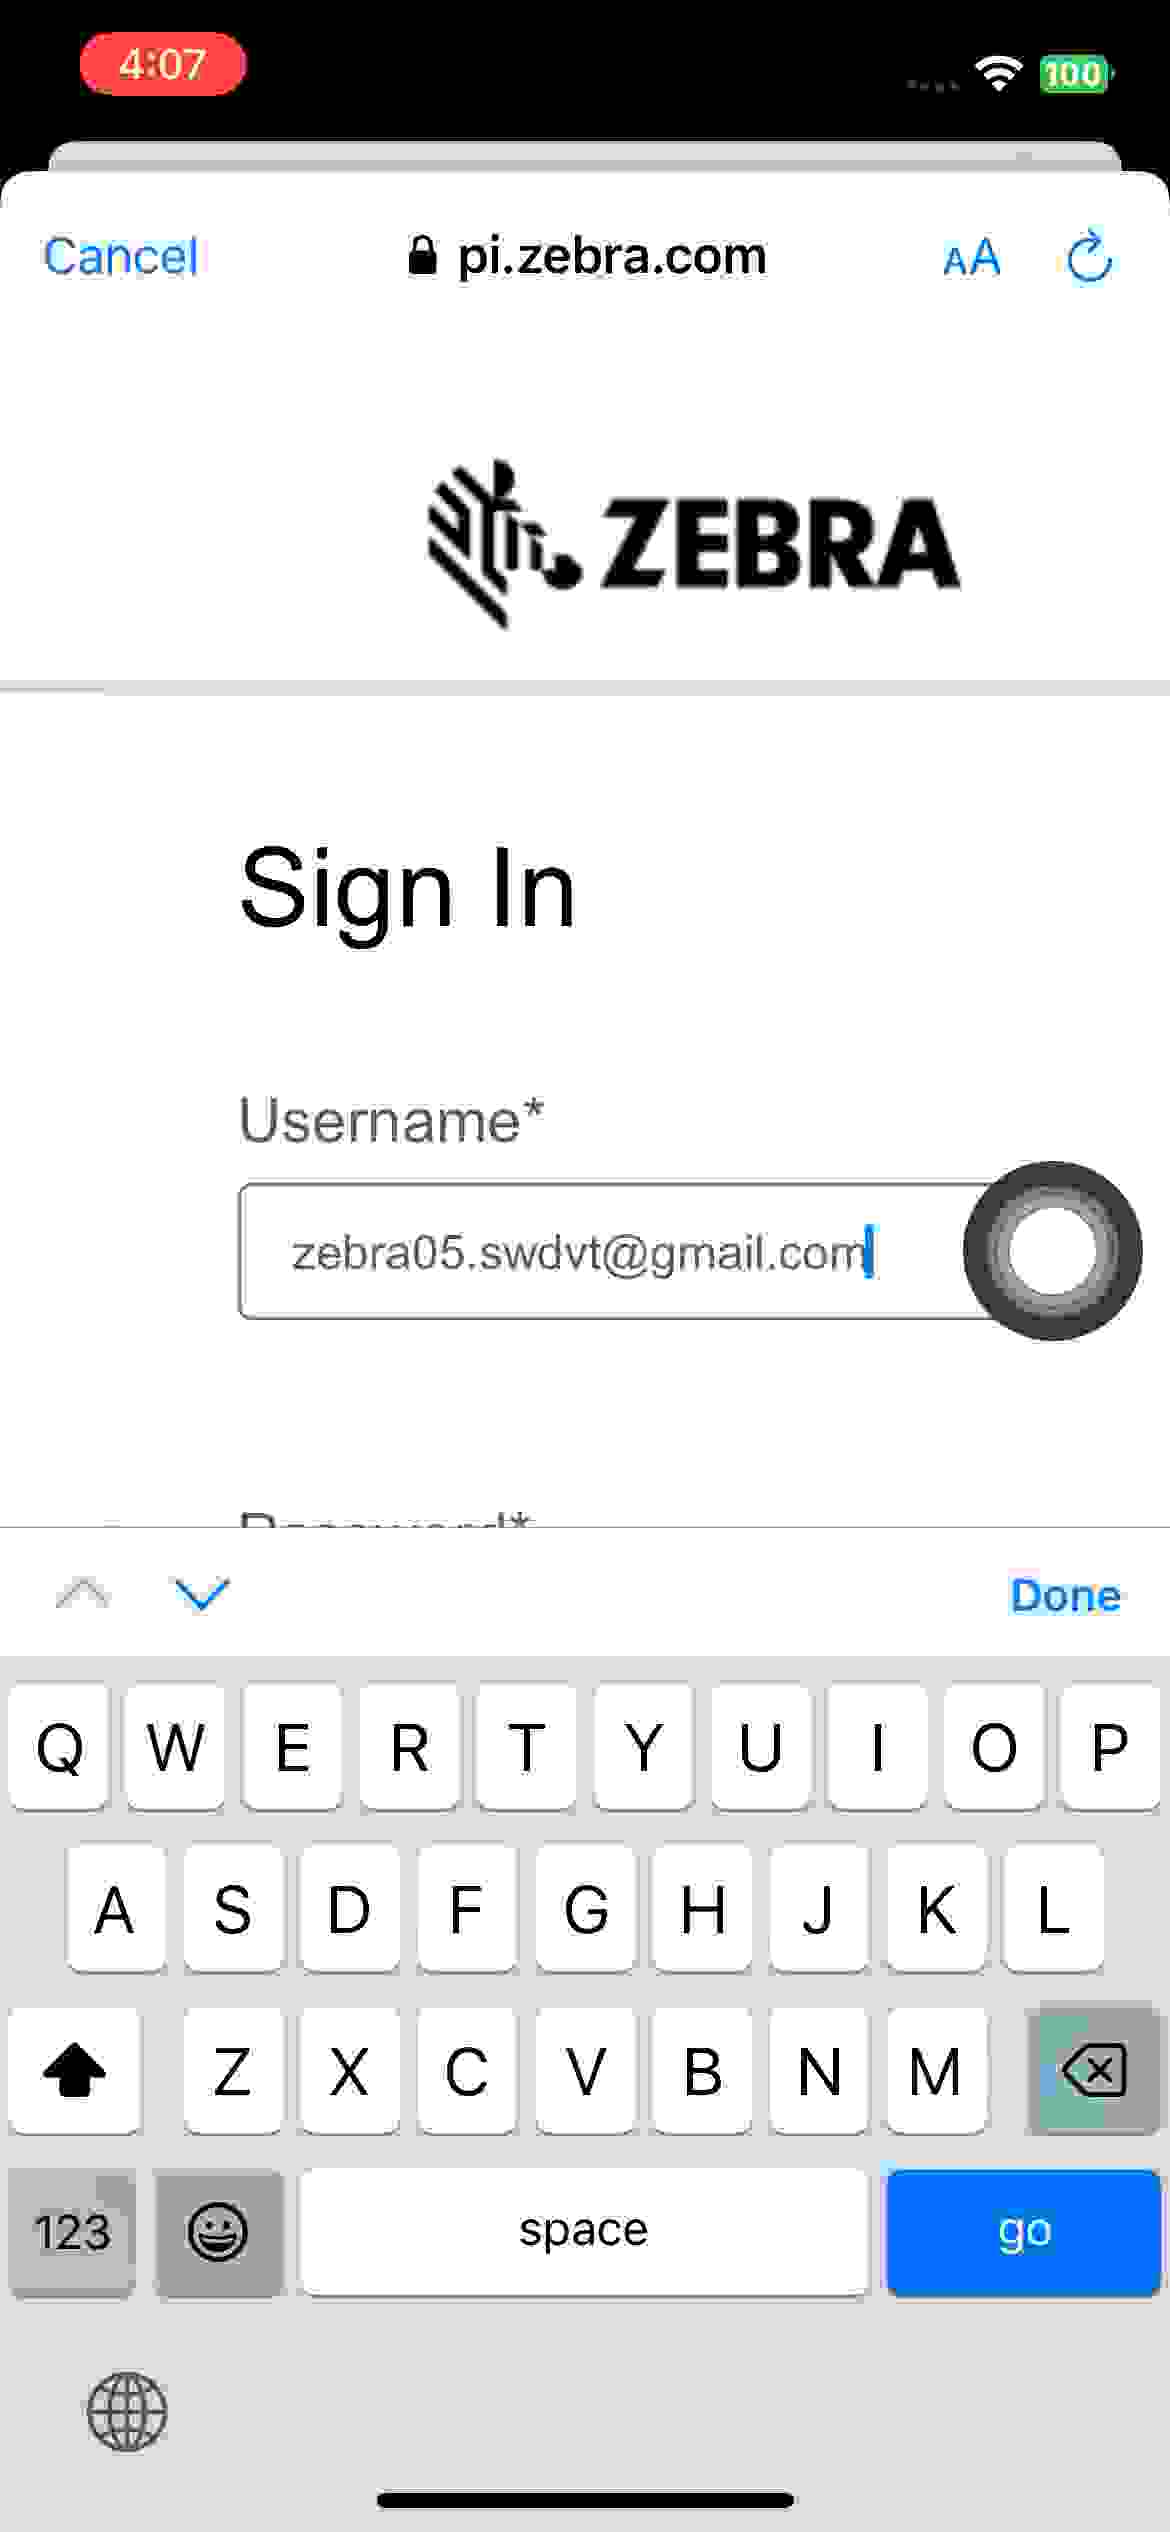 4:07
100
Cancel
pi.zebra.com
AA
ZEBRA
Sign In
Username*
zebra05.swdvt@gmail.com
Password*
Done
Q W E R T Y U I O P
A S D F G H J K L
Z X C V B N M
123
space
go